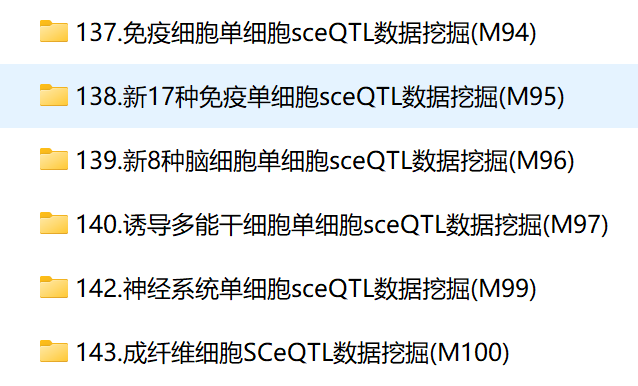 137.免疫细胞单细胞sceQTL数据挖掘(M94)
138.新17种免疫单细胞sceQTL数据挖掘(M95)
139.新8种脑细胞单细胞sceQTL数据挖掘(M96)
140.诱导多能干细胞单细胞sceQTL数据挖掘(M97)
142.神经系统单细胞sceQTL数据挖掘(M99)
143.成纤维细胞SCeQTL数据挖掘(M100)